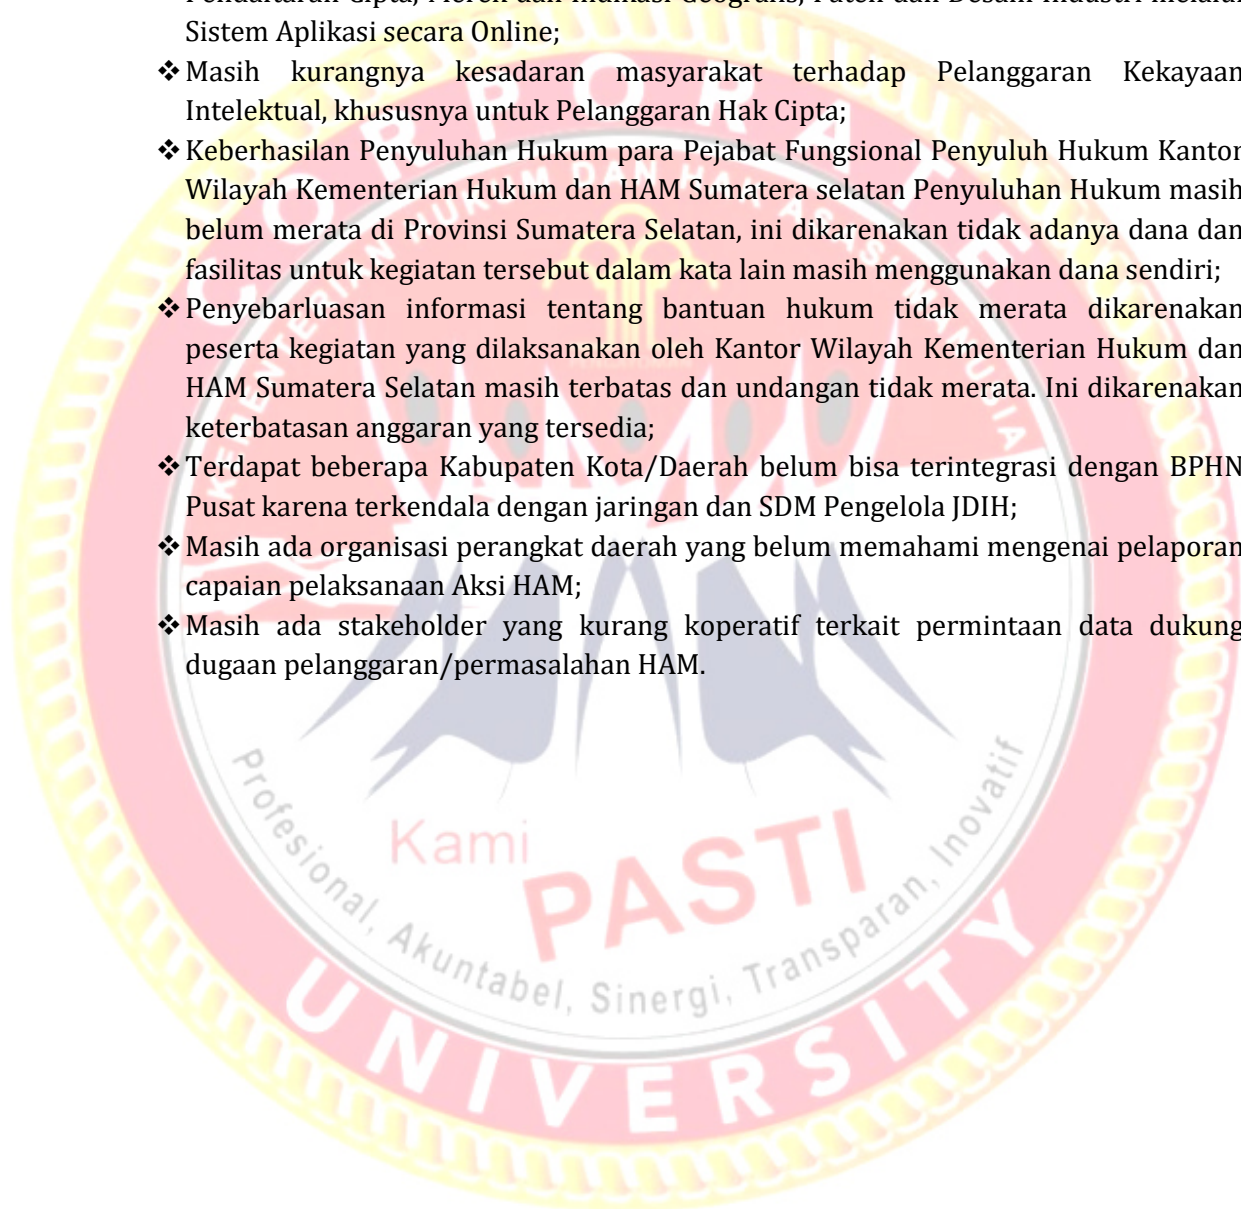 Sistem Aplikasi secara Online;
❖ Masih kurangnya kesadaran masyarakat terhadap Pelanggaran Kekayaan
Intelektual, khususnya untuk Pelanggaran Hak Cipta;
❖ Keberhasilan Penyuluhan Hukum para Pejabat Fungsional Penyuluh Hukum Kantor
Wilayah Kementerian Hukum dan HAM Sumatera selatan Penyuluhan Hukum masih
belum merata di Provinsi Sumatera Selatan, ini dikarenakan tidak adanya dana dan
fasilitas untuk kegiatan tersebut dalam kata lain masih menggunakan dana sendiri;
❖ Penyebarluasan informasi tentang bantuan hukum tidak merata dikarenakan
peserta kegiatan yang dilaksanakan oleh Kantor Wilayah Kementerian Hukum dan
HAM Sumatera Selatan masih terbatas dan undangan tidak merata. Ini dikarenakan
keterbatasan anggaran yang tersedia;
❖ Terdapat beberapa Kabupaten Kota/Daerah belum bisa terintegrasi dengan BPHN
Pusat karena terkendala dengan jaringan dan SDM Pengelola JDIH;
❖ Masih ada organisasi perangkat daerah yang belum memahami mengenai pelaporan
capaian pelaksanaan Aksi HAM;
❖ Masih ada stakeholder yang kurang koperatif terkait permintaan data dukung
dugaan pelanggaran/permasalahan HAM.
CORPORATE
KEMENTERIAN HUKUM DAN HAK ASASI MANUSIA
Kami
PASTI
Profesional, Akuntabel, Sinergi, Transparan, Inovatif
UNIVERSITY